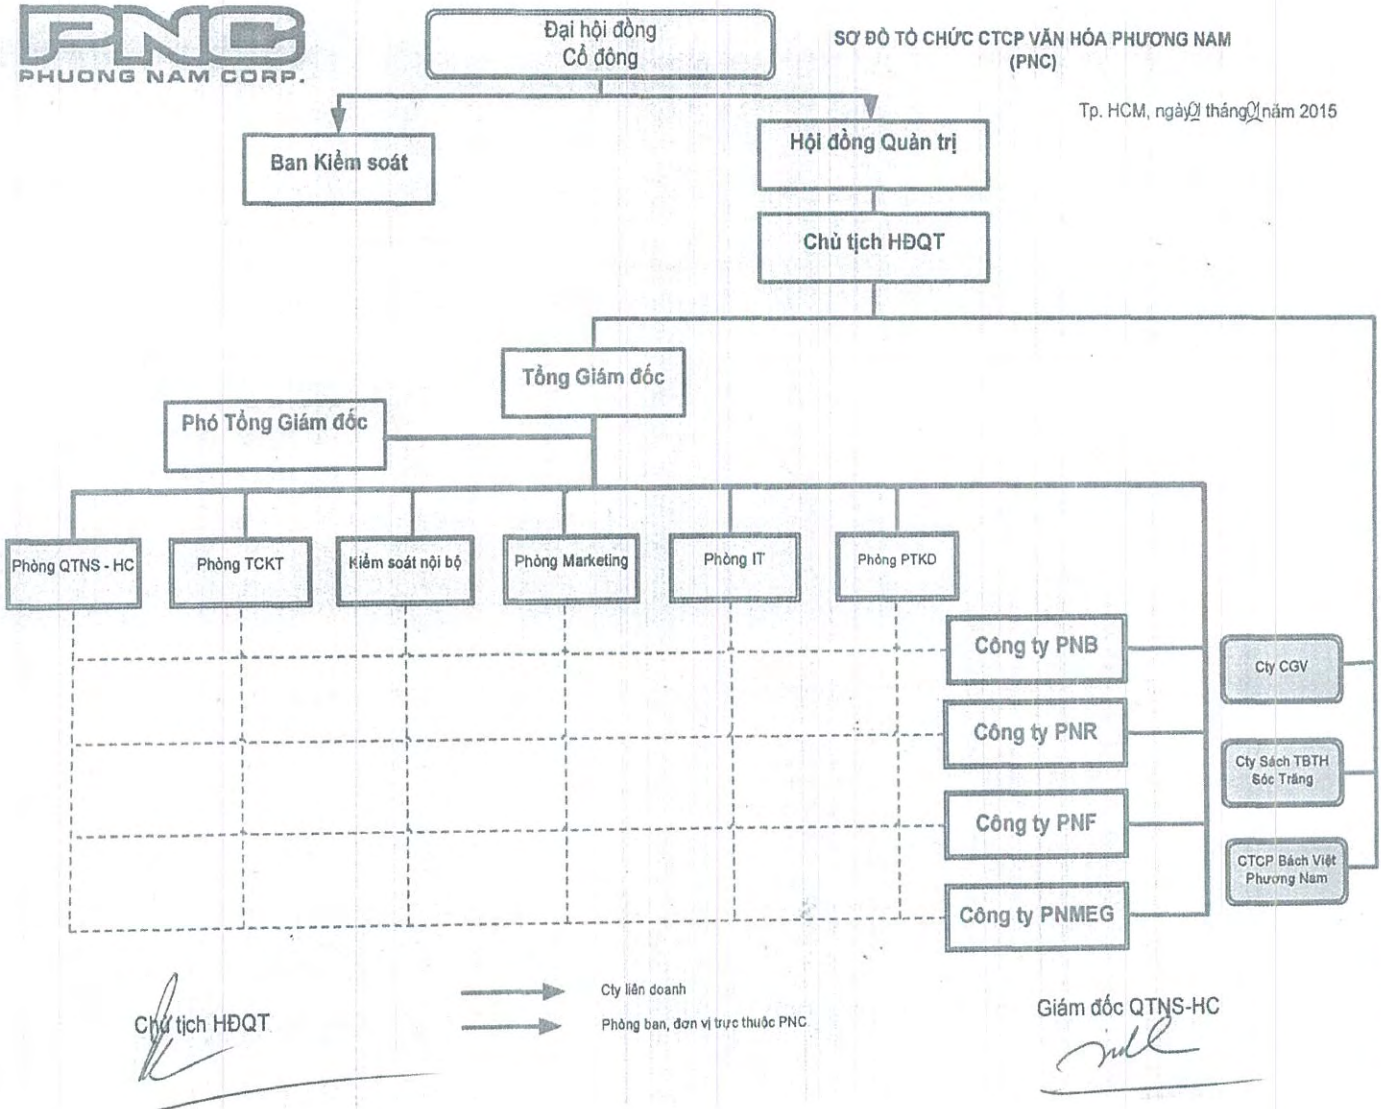 PNC
PHUONG NAM CORP.
Đại hội đồng
Cổ đông
SƠ ĐỒ TỔ CHỨC CTCP VĂN HÓA PHƯƠNG NAM
(PNC)
Tp. HCM, ngày 01 tháng 01 năm 2015
Ban Kiểm soát
Hội đồng Quản trị
Chủ tịch HĐQT
Tổng Giám đốc
Phó Tổng Giám đốc
Phòng QTNS - HC
Phòng TCKT
Kiểm soát nội bộ
Phòng Marketing
Phòng IT
Phòng PTKD
Công ty PNB
Cty CGV
Công ty PNR
Cty Sách TBTH
Sóc Trăng
Công ty PNF
CTCP Bách Việt
Phương Nam
Công ty PNMEG
Cty liên doanh
Phòng ban, đơn vị trực thuộc PNC
Chủ tịch HĐQT
Giám đốc QTNS-HC